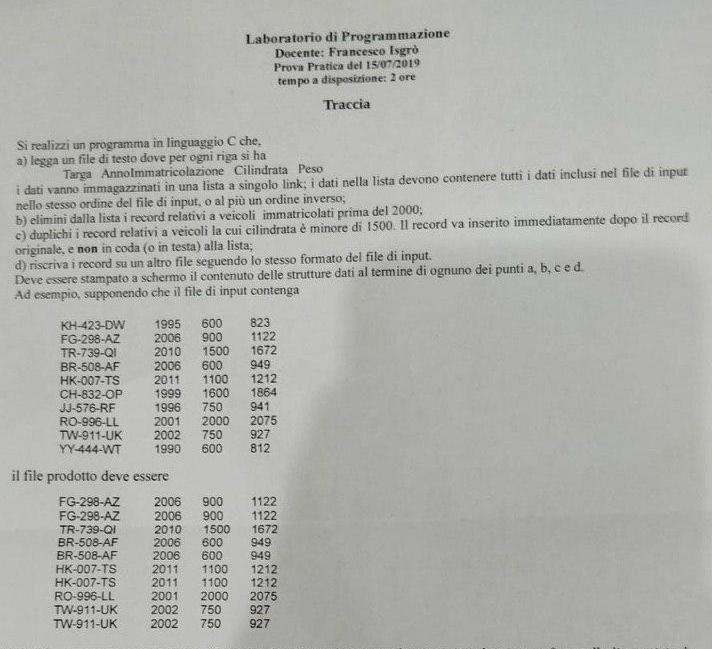 Laboratorio di Programmazione
Docente: Francesco Isgrò
Prova Pratica del 15/07/2019
tempo a disposizione: 2 ore
Traccia
Si realizzi un programma in linguaggio C che,
a) legga un file di testo dove per ogni riga si ha
Targa AnnoImmatricolazione Cilindrata Peso
i dati vanno immagazzinati in una lista a singolo link; i dati nella lista devono contenere tutti i dati inclusi nel file di input
nello stesso ordine del file di input, o al più un ordine inverso;
b) elimini dalla lista i record relativi a veicoli immatricolati prima del 2000;
c) duplichi i record relativi a veicoli la cui cilindrata è minore di 1500. Il record va inserito immediatamente dopo il record
originale, e non in coda (o in testa) alla lista;
d) riscriva i record su un altro file seguendo lo stesso formato del file di input.
Deve essere stampato a schermo il contenuto delle strutture dati al termine di ognuno dei punti a, b, c e d.
Ad esempio, supponendo che il file di input contenga
KH-423-DW 1995 600 823
FG-298-AZ 2006 900 1122
TR-739-QI 2010 1500 1672
BR-508-AF 2006 600 949
HK-007-TS 2011 1100 1212
CH-832-OP 1999 1600 1864
JJ-576-RF 1996 750 941
RO-996-LL 2001 2000 2075
TW-911-UK 2002 750 927
YY-444-WT 1990 600 812
il file prodotto deve essere
FG-298-AZ 2006 900 1122
FG-298-AZ 2006 900 1122
TR-739-QI 2010 1500 1672
BR-508-AF 2006 600 949
BR-508-AF 2006 600 949
HK-007-TS 2011 1100 1212
HK-007-TS 2011 1100 1212
RO-996-LL 2001 2000 2075
TW-911-UK 2002 750 927
TW-911-UK 2002 750 927